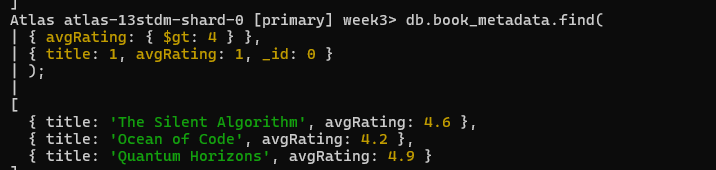 ]
Atlas atlas-13stdm-shard-0 [primary] week3> db.book_metadata.find(
| { avgRating: { $gt: 4 } },
| { title: 1, avgRating: 1, _id: 0 }
| );
|
[
  { title: 'The Silent Algorithm', avgRating: 4.6 },
  { title: 'Ocean of Code', avgRating: 4.2 },
  { title: 'Quantum Horizons', avgRating: 4.9 }
]